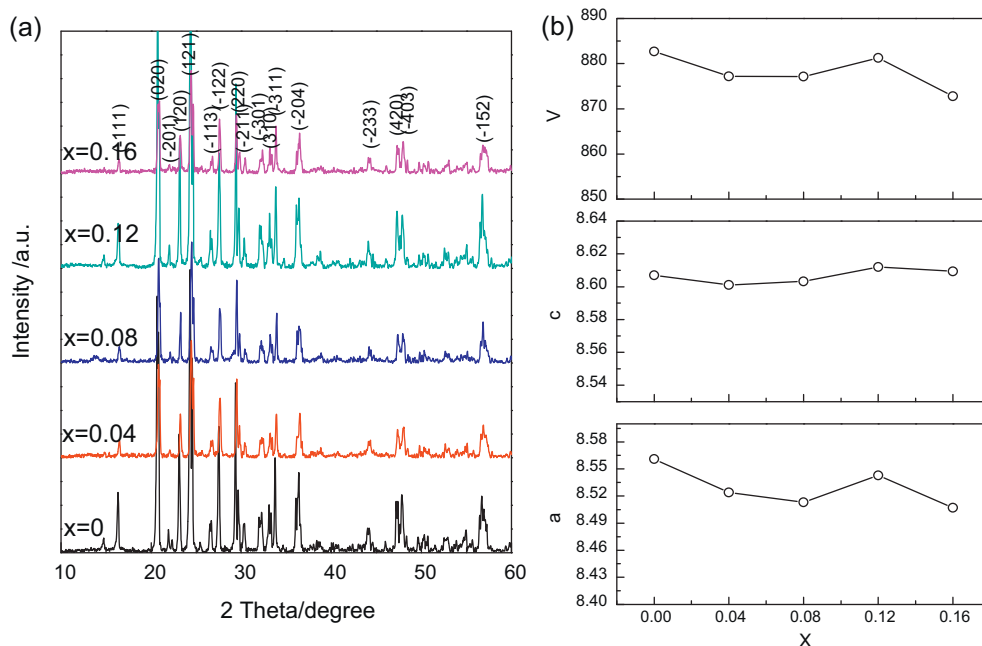 (a)
x=0.16
x=0.12
x=0.08
x=0.04
x=0
(-111)
(020)
(-201)
(120)
(121)
(-113)
(-122)
(-211)
(220)
(-301)
(310)
(-311)
(-204)
(-233)
(420)
(-403)
(-152)
Intensity /a.u.
10 20 30 40 50 60
2 Theta/degree
(b)
890
880
870
860
850
V
8.64
8.62
8.60
8.58
8.56
8.54
c
8.58
8.55
8.52
8.49
8.46
8.43
8.40
a
0.00 0.04 0.08 0.12 0.16
X